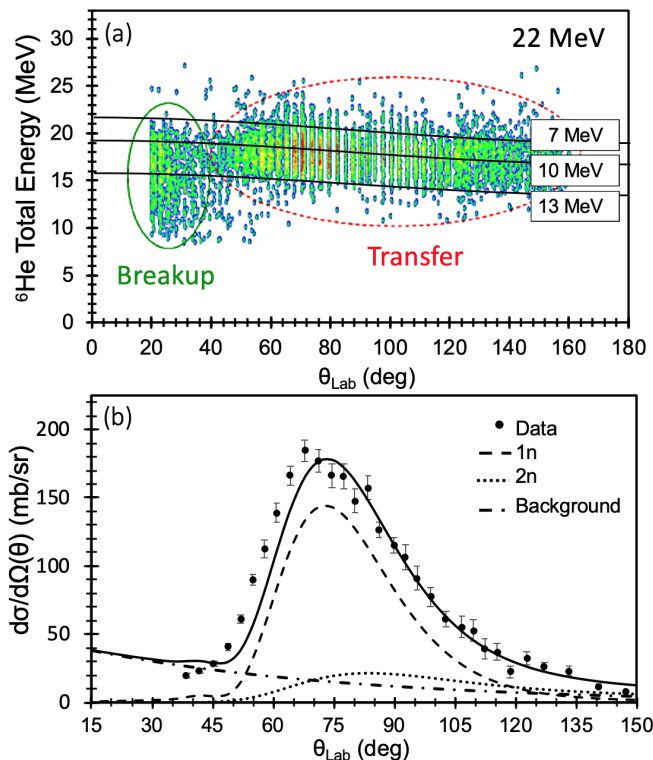 (a)
22 MeV
⁶He Total Energy (MeV)
30
25
20
15
10
5
0
7 MeV
10 MeV
13 MeV
Breakup
Transfer
0 20 40 60 80 100 120 140 160 180
θLab (deg)
(b)
dσ/dΩ(θ) (mb/sr)
200
150
100
50
0
Data
1n
2n
Background
15 30 45 60 75 90 105 120 135 150
θLab (deg)